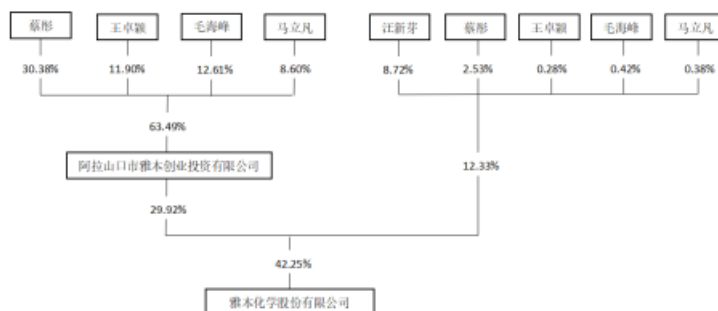 蔡彤 王卓颖 毛海峰 马立凡 汪新芽 蔡彤 王卓颖 毛海峰 马立凡
30.38% 11.90% 12.61% 8.60% 8.72% 2.53% 0.28% 0.42% 0.38%
63.49%
阿拉山口市雅本创业投资有限公司
12.33%
29.92%
42.25%
雅本化学股份有限公司